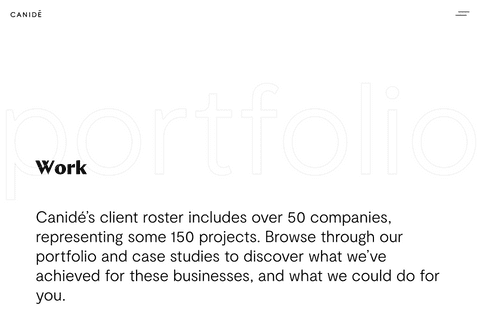 CANIDÉ
portfolio
Work
Canidé's client roster includes over 50 companies,
representing some 150 projects. Browse through our
portfolio and case studies to discover what we've
achieved for these businesses, and what we could do for
you.